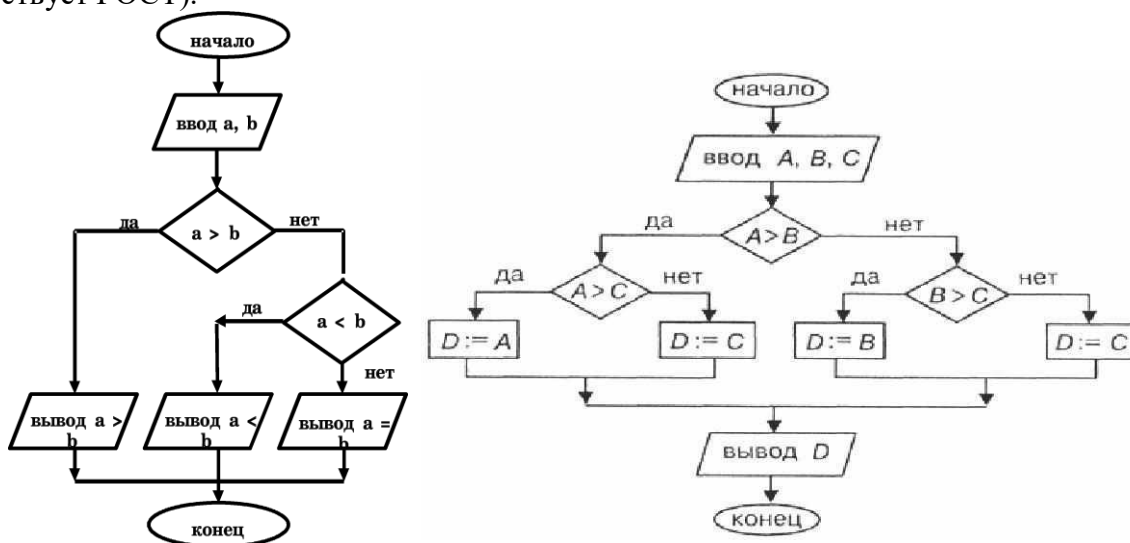 начало
ввод a, b
a > b
да
нет
a < b
да
нет
вывод a >
b
вывод a <
b
вывод a =
конец
начало
ввод A, B, C
A > B
да
нет
A > C
да
нет
B > C
да
нет
D := A
D := C
D := B
D := C
вывод D
конец